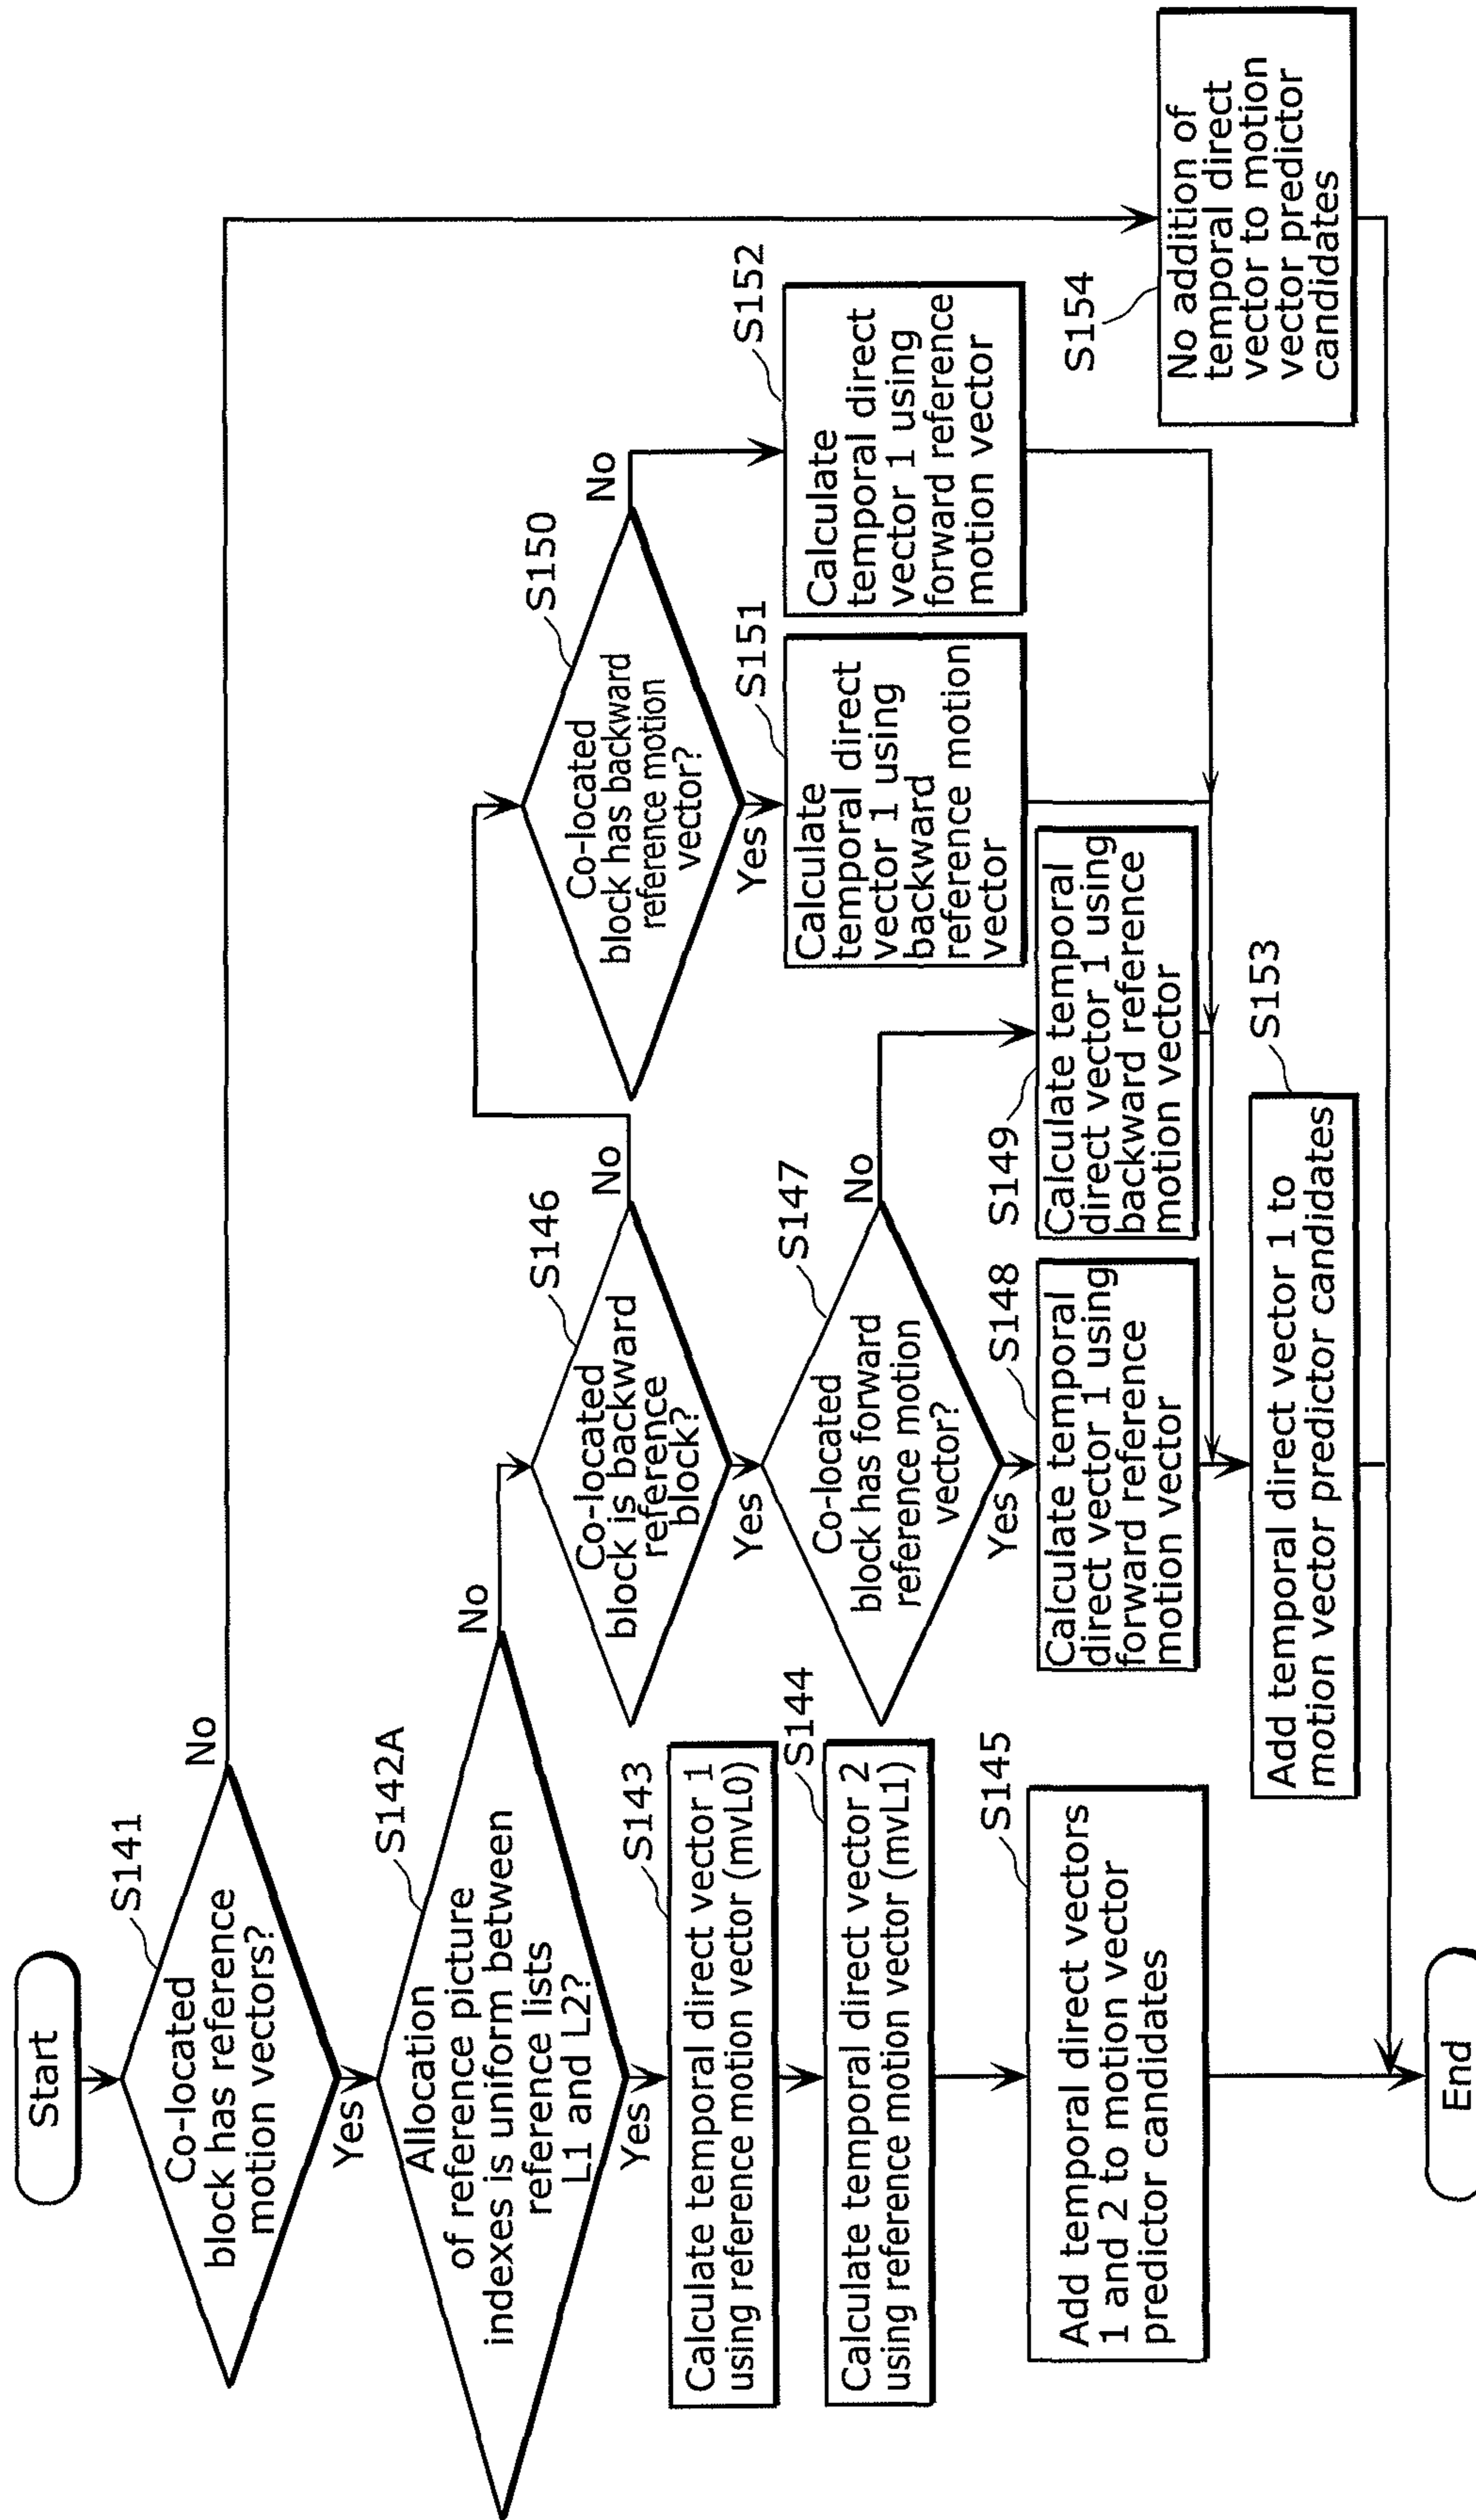 Start
S141
Co-located
block has reference
motion vectors?
No
Yes
S142A
Allocation
of reference picture
indexes is uniform between
reference lists
L1 and L2?
No
Yes
S143
Calculate temporal direct vector 1
using reference motion vector (mvL0)
S144
Calculate temporal direct vector 2
using reference motion vector (mvL1)
S145
Add temporal direct vectors
1 and 2 to motion vector
predictor candidates
S146
Co-located
block is backward
reference
block?
No
Yes
S147
Co-located
block has forward
reference motion
vector?
No
Yes
S148
Calculate temporal
direct vector 1 using
forward reference
motion vector
S149
Calculate temporal
direct vector 1 using
backward reference
motion vector
S150
Co-located
block has backward
reference motion
vector?
No
Yes
S151
Calculate
temporal direct
vector 1 using
backward
reference motion
vector
S152
Calculate
temporal direct
vector 1 using
forward reference
motion vector
S153
Add temporal direct vector 1 to
motion vector predictor candidates
S154
No addition of
temporal direct
vector to motion
vector predictor
candidates
End